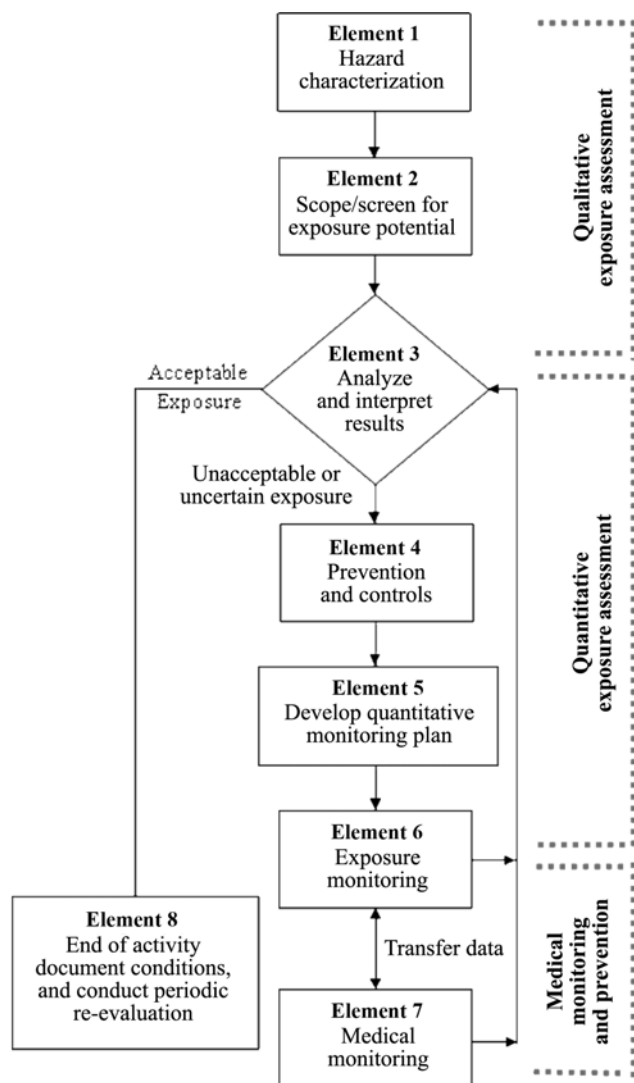 Element 1
Hazard
characterization
Element 2
Scope/screen for
exposure potential
Qualitative
exposure assessment
Element 3
Analyze
and interpret
results
Acceptable
Exposure
Unacceptable or
uncertain exposure
Element 4
Prevention
and controls
Element 5
Develop quantitative
monitoring plan
Quantitative
exposure assessment
Element 6
Exposure
monitoring
Transfer data
Element 7
Medical
monitoring
Element 8
End of activity
document conditions,
and conduct periodic
re-evaluation
Medical
monitoring
and prevention